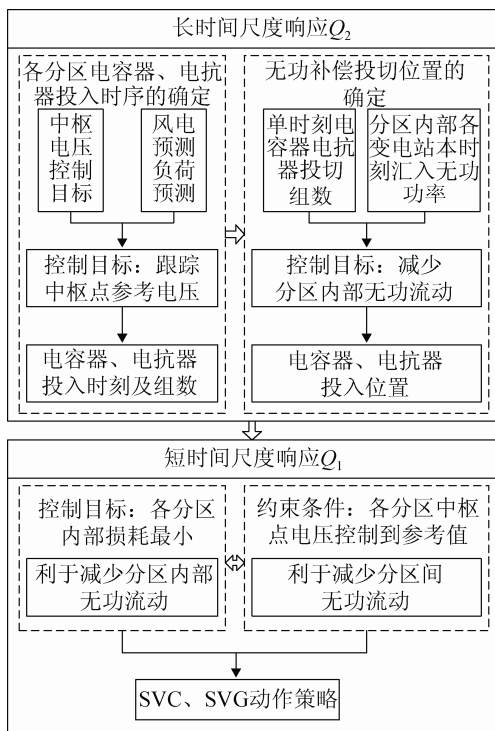 长时间尺度响应Q2
各分区电容器、电抗
器投入时序的确定
中枢
电压
控制
目标
风电
预测
负荷
预测
控制目标：跟踪
中枢点参考电压
电容器、电抗器
投入时刻及组数
无功补偿投切位置的
确定
单时刻电
容器电抗
器投切
组数
分区内部各
变电站本时
刻汇入无功
功率
控制目标：减少
分区内部无功流动
电容器、电抗器
投入位置
短时间尺度响应Q1
控制目标：各分区
内部损耗最小
利于减少分区内部
无功流动
约束条件：各分区中枢
点电压控制到参考值
利于减少分区间
无功流动
SVC、SVG动作策略